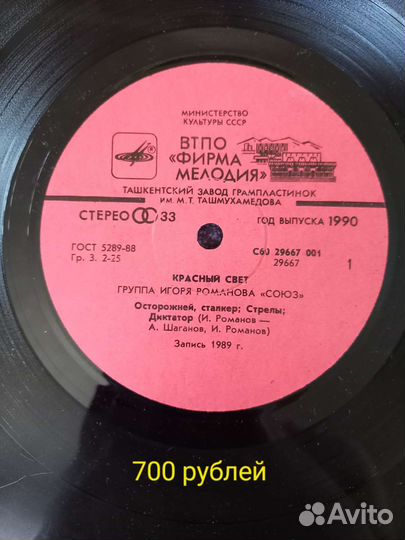 МИНИСТЕРСТВО
КУЛЬТУРЫ СССР
ВТПО
«ФИРМА
МЕЛОДИЯ»
ТАШКЕНТСКИЙ ЗАВОД ГРАМПЛАСТИНОК
ИМ. М. Т. ТАШМУХАМЕДОВА
СТЕРЕО 33
ГОД ВЫПУСКА 1990
ГОСТ 5289-88
Гр. 3. 2-25
С60 29667 001
29667
1
КРАСНЫЙ СВЕТ
ГРУППА ИГОРЯ РОМАНОВА «СОЮЗ»
Осторожней, сталкер; Стрелы;
Диктатор (И. Романов —
А. Шаганов, И. Романов)
Запись 1989 г.
700 рублей
Avito